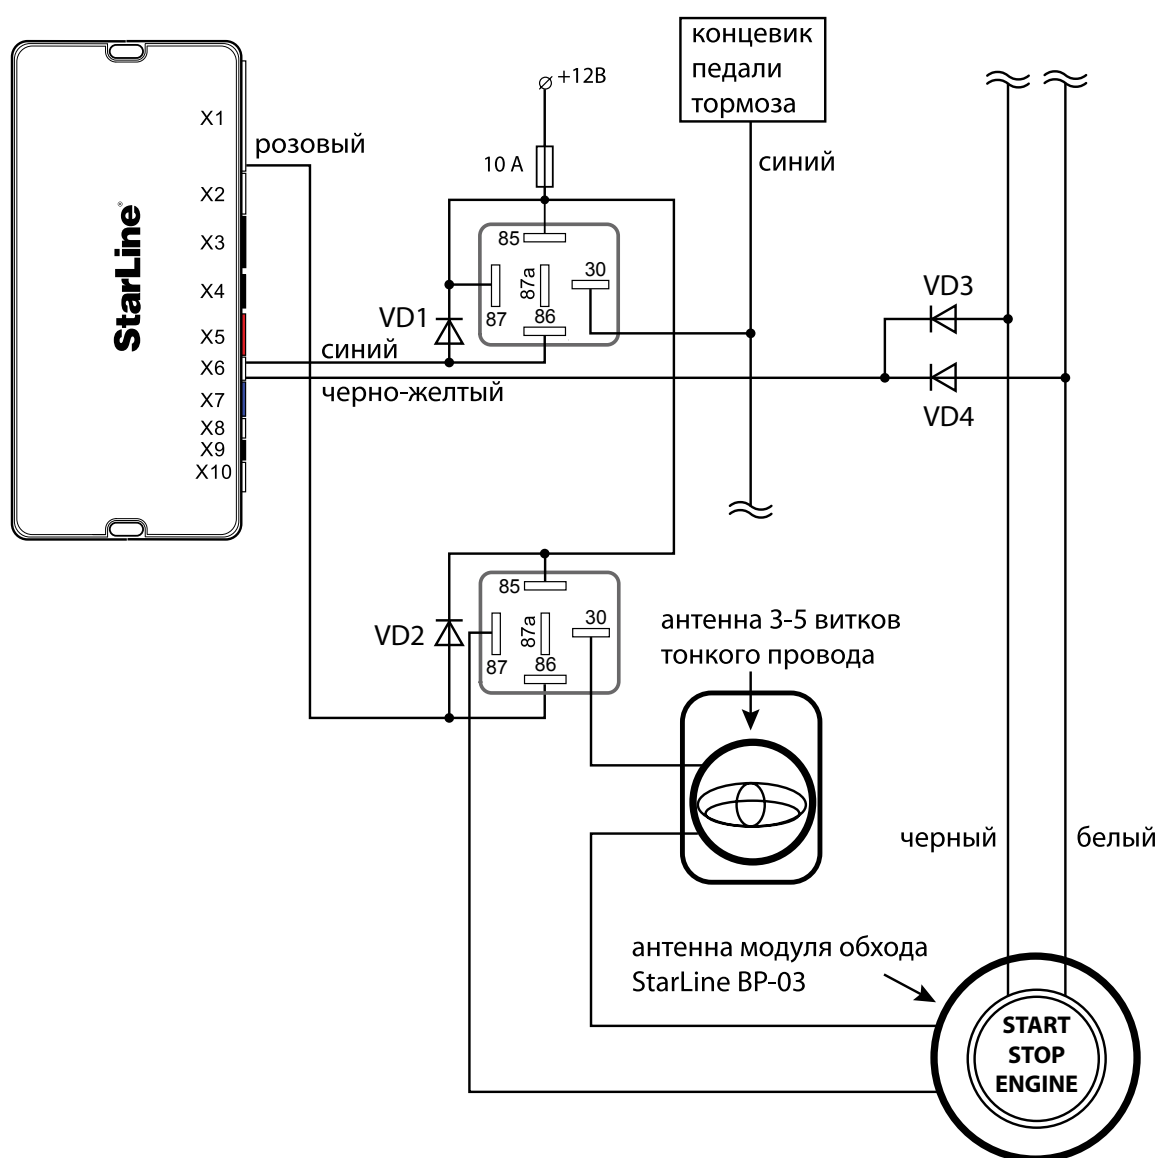 StarLine®
X1
X2
X3
X4
X5
X6
X7
X8
X9
X10
розовый
+12В
10 А
концевик
педали
тормоза
синий
85
30
87а
87
86
VD1
синий
черно-желтый
VD3
VD4
85
30
87а
87
86
VD2
антенна 3-5 витков
тонкого провода
черный
белый
антенна модуля обхода
StarLine BP-03
START
STOP
ENGINE